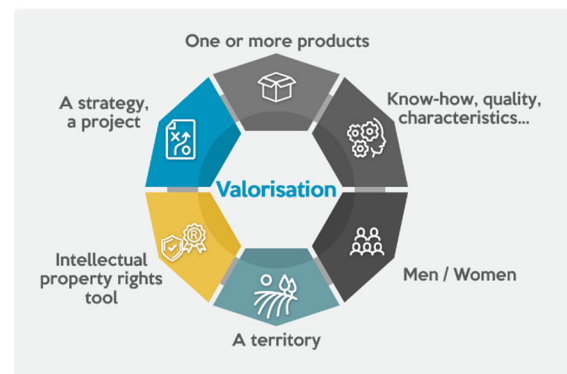 One or more products
Know-how, quality,
characteristics...
Men / Women
A territory
Intellectual
property rights
tool
A strategy,
a project
Valorisation
R